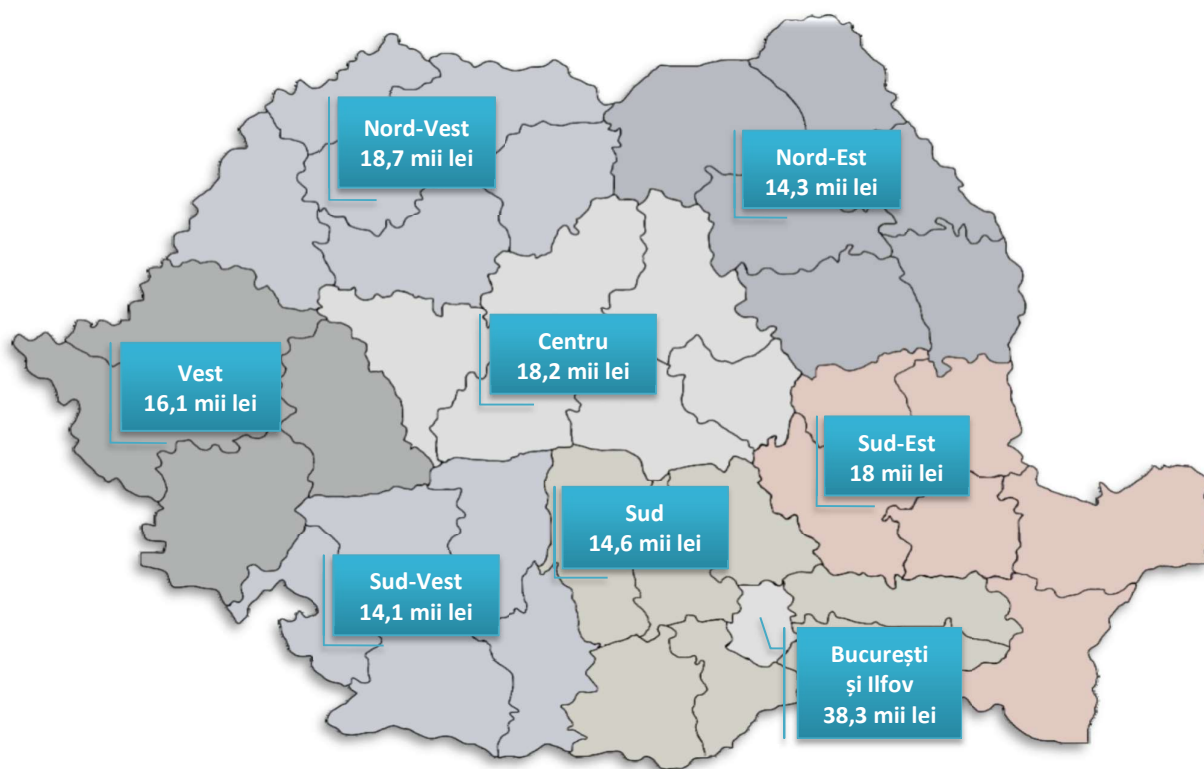 Nord-Vest
18,7 mii lei
Nord-Est
14,3 mii lei
Centru
18,2 mii lei
Vest
16,1 mii lei
Sud-Est
18 mii lei
Sud
14,6 mii lei
Sud-Vest
14,1 mii lei
București
și Ilfov
38,3 mii lei